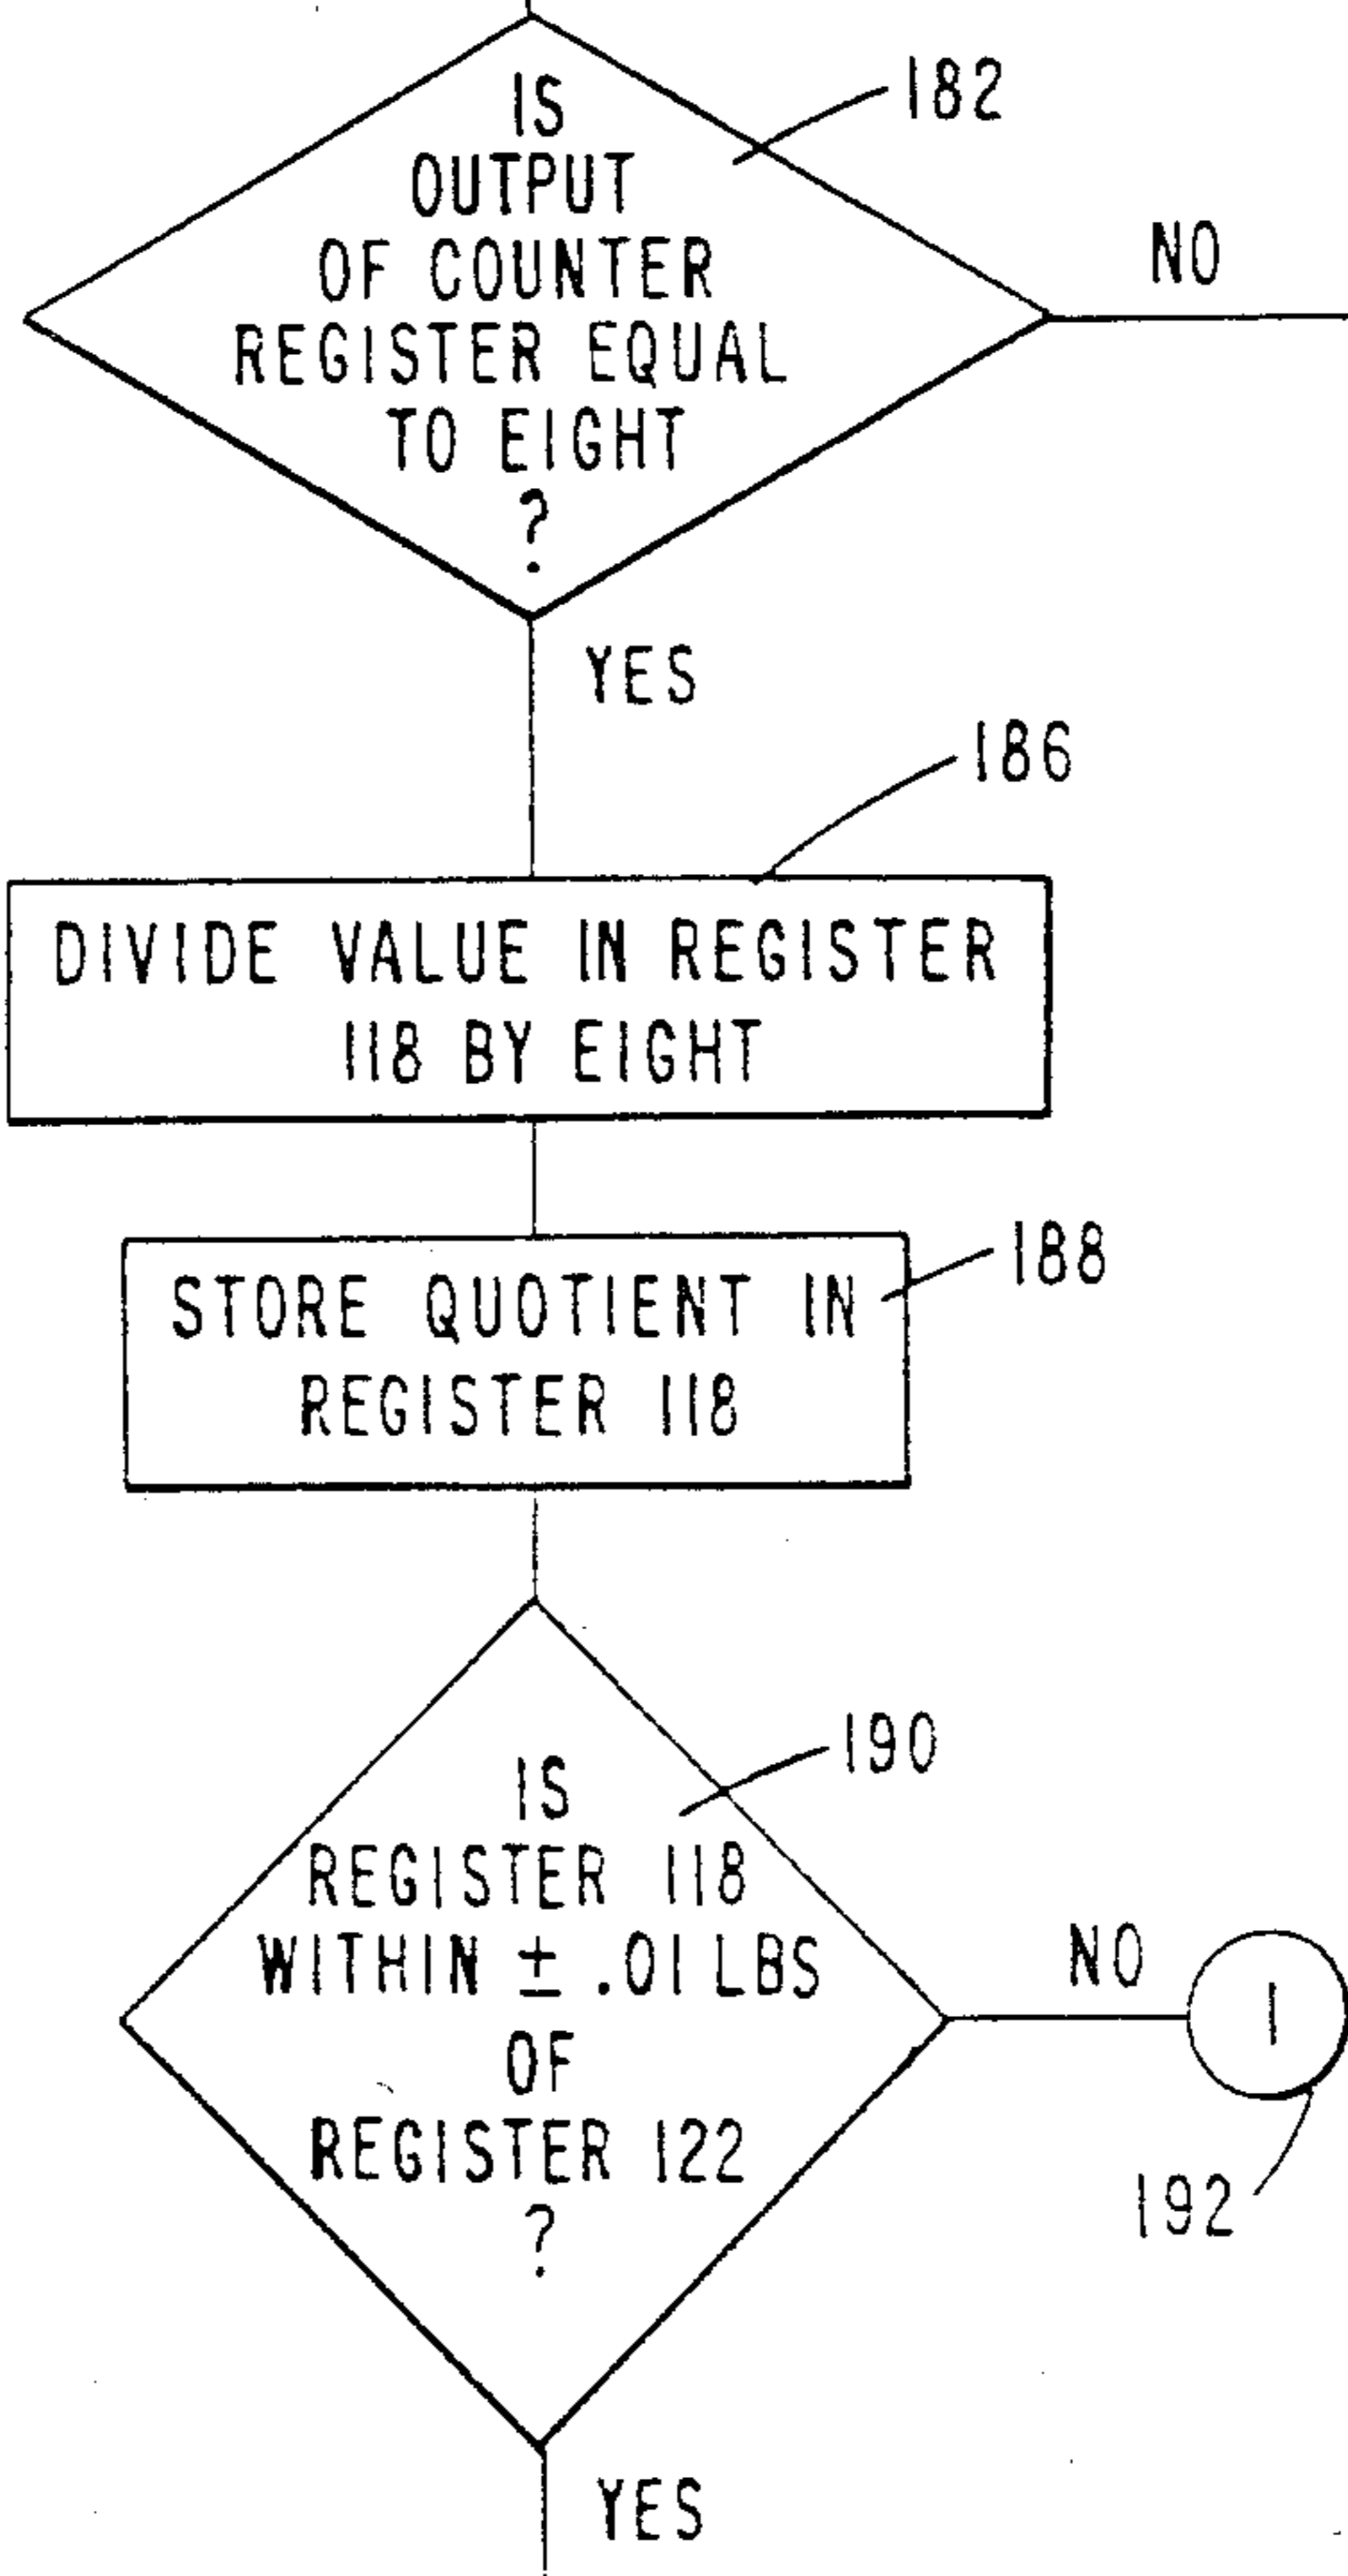 182
IS
OUTPUT
OF COUNTER
REGISTER EQUAL
TO EIGHT
?
NO
YES
186
DIVIDE VALUE IN REGISTER
118 BY EIGHT
188
STORE QUOTIENT IN
REGISTER 118
190
IS
REGISTER 118
WITHIN ± .01 LBS
OF
REGISTER 122
?
NO
1
192
YES